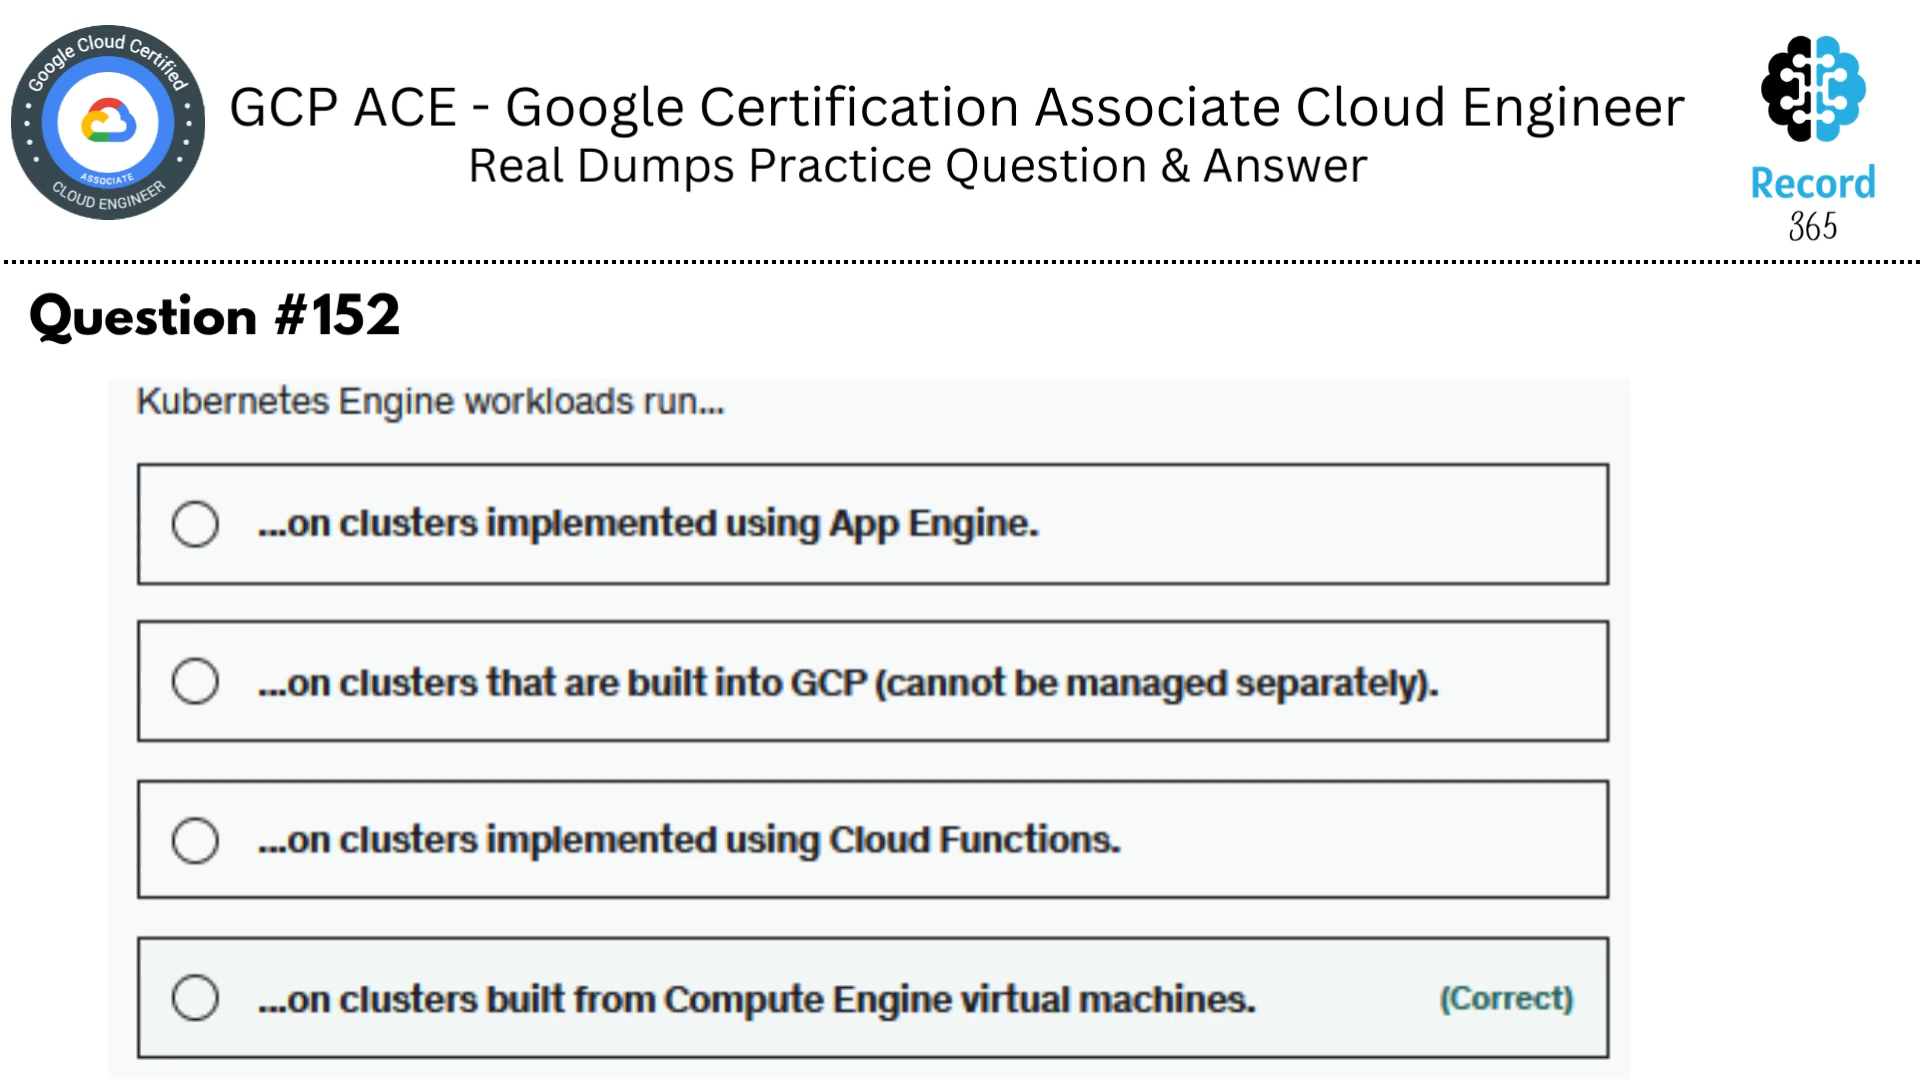 Google Cloud Certified
ASSOCIATE
CLOUD ENGINEER
GCP ACE - Google Certification Associate Cloud Engineer
Real Dumps Practice Question & Answer
Record
365
Question #152
Kubernetes Engine workloads run...
...on clusters implemented using App Engine.
...on clusters that are built into GCP (cannot be managed separately).
...on clusters implemented using Cloud Functions.
...on clusters built from Compute Engine virtual machines. (Correct)